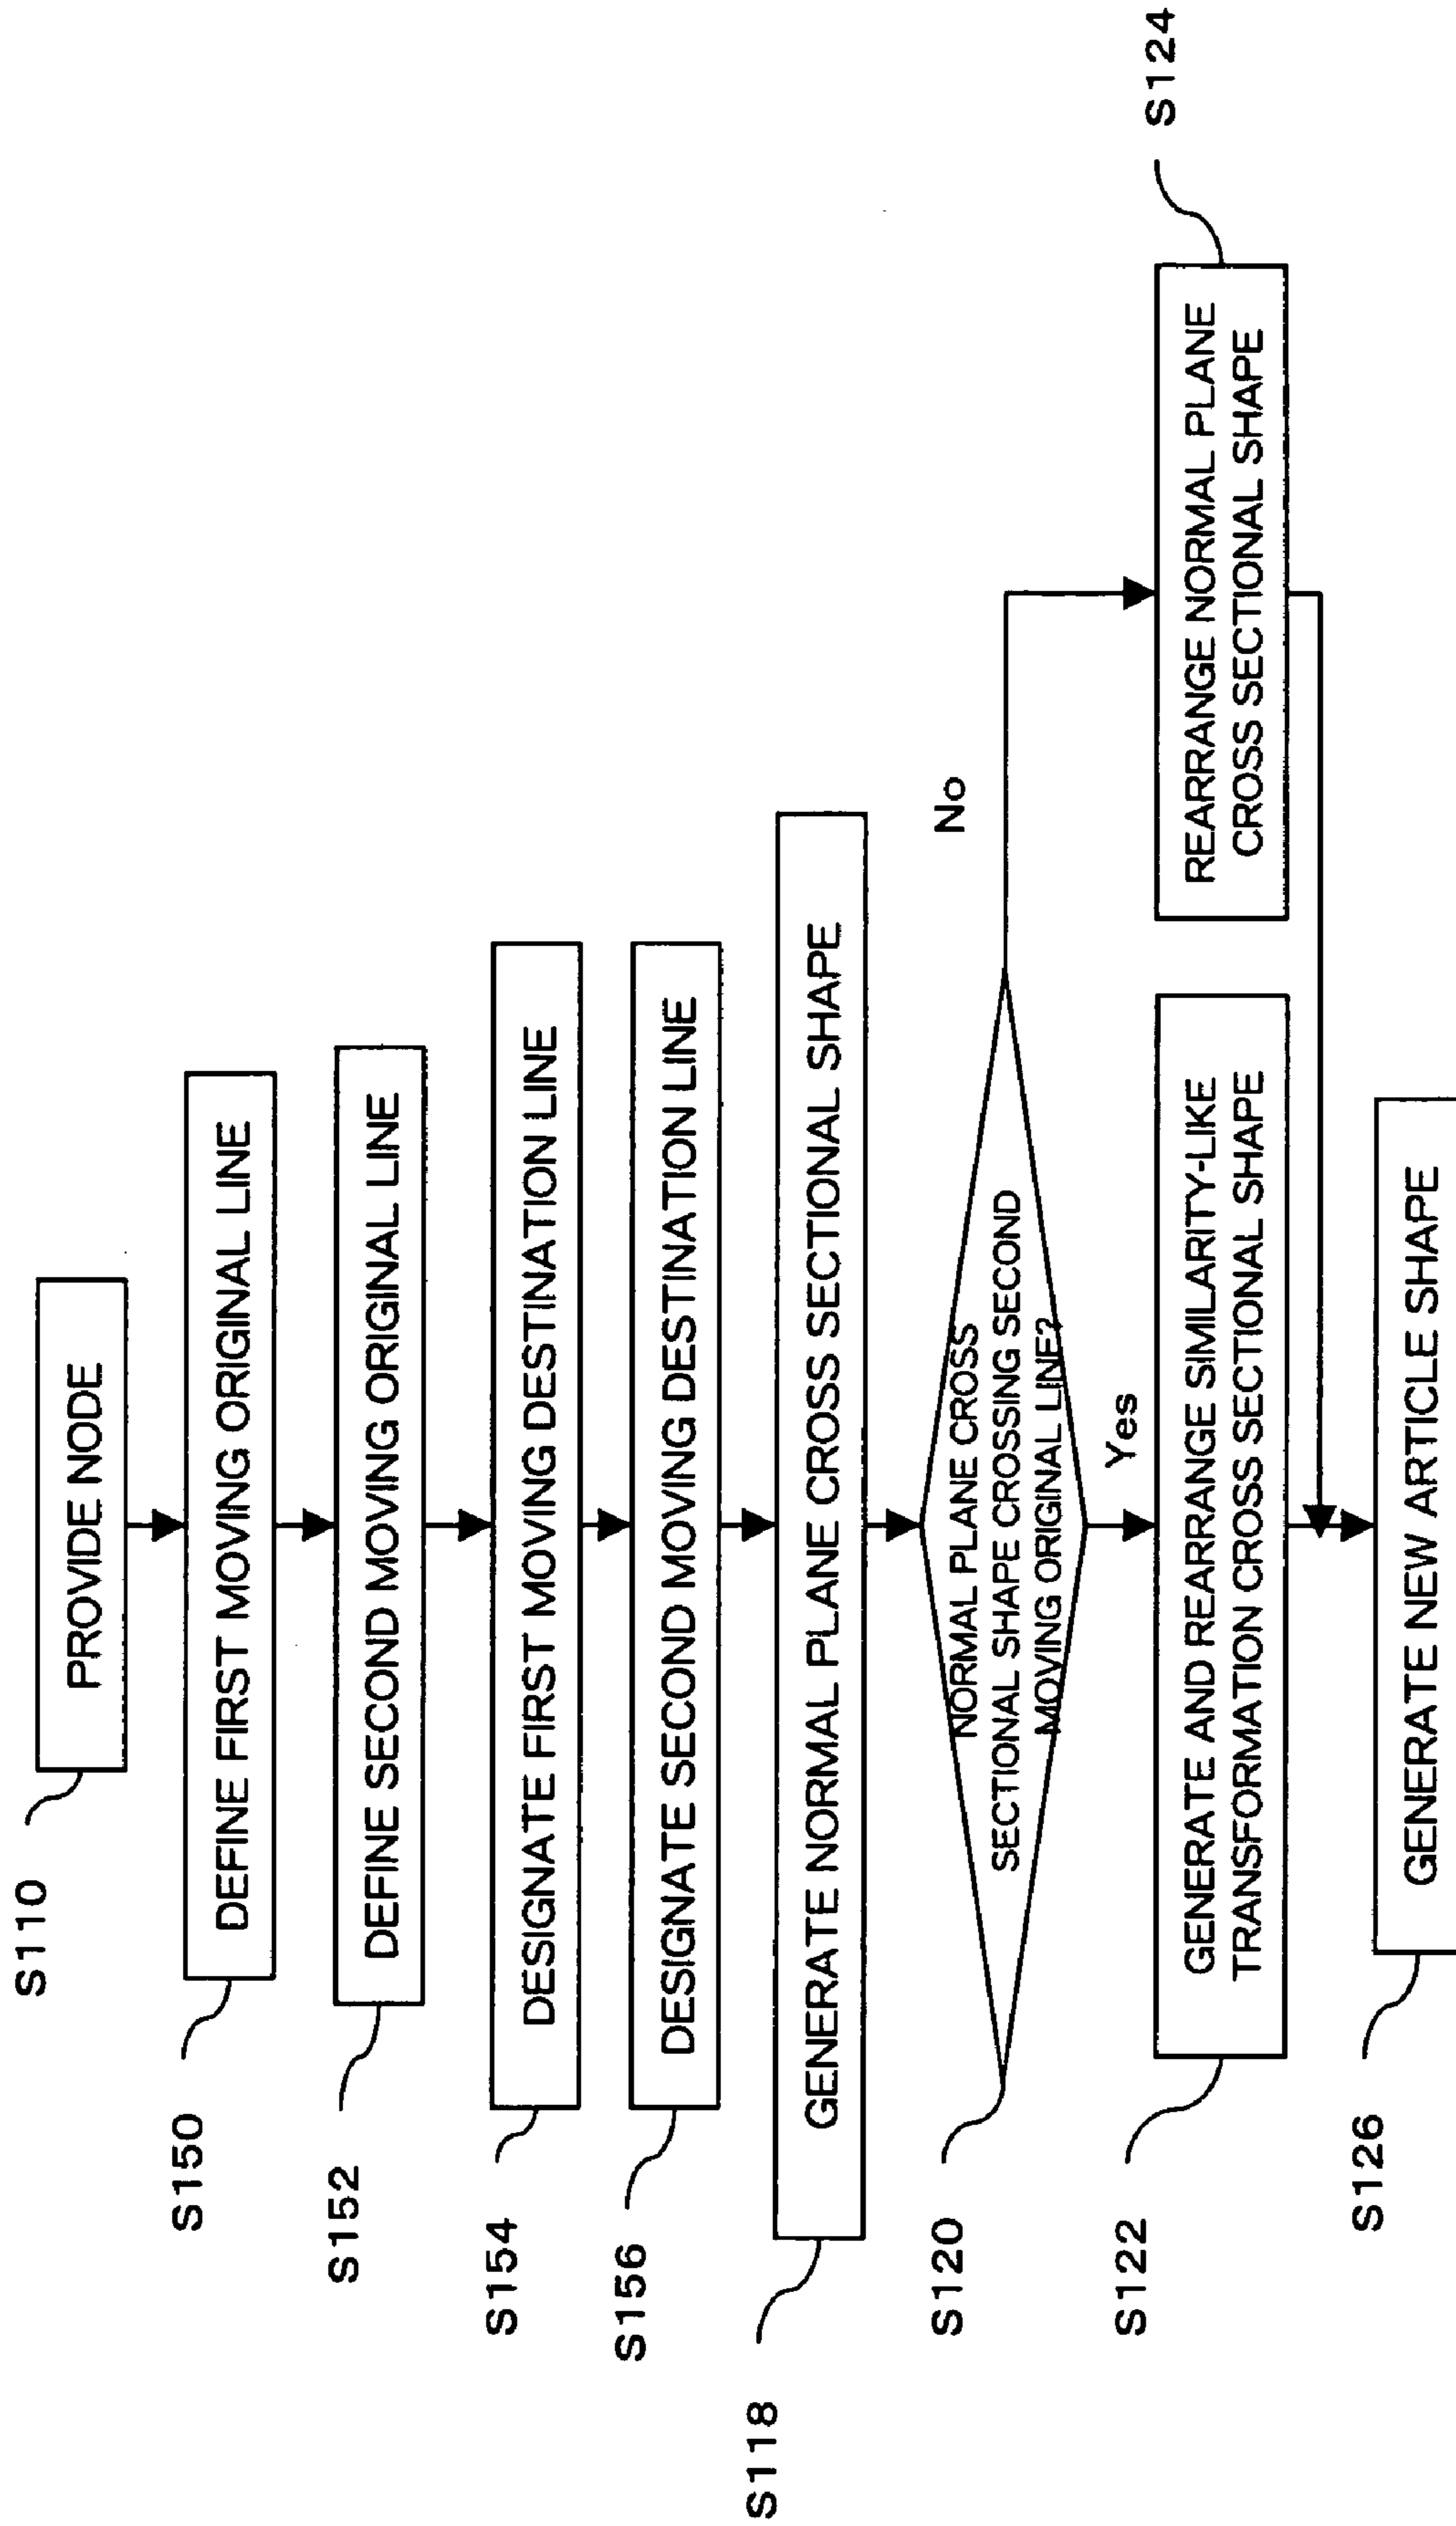 S110
PROVIDE NODE
S150
DEFINE FIRST MOVING ORIGINAL LINE
S152
DEFINE SECOND MOVING ORIGINAL LINE
S154
DESIGNATE FIRST MOVING DESTINATION LINE
S156
DESIGNATE SECOND MOVING DESTINATION LINE
S118
GENERATE NORMAL PLANE CROSS SECTIONAL SHAPE
S120
NORMAL PLANE CROSS
SECTIONAL SHAPE CROSSING SECOND
MOVING ORIGINAL LINE?
No
Yes
S122
GENERATE AND REARRANGE SIMILARITY-LIKE
TRANSFORMATION CROSS SECTIONAL SHAPE
S124
REARRANGE NORMAL PLANE
CROSS SECTIONAL SHAPE
S126
GENERATE NEW ARTICLE SHAPE